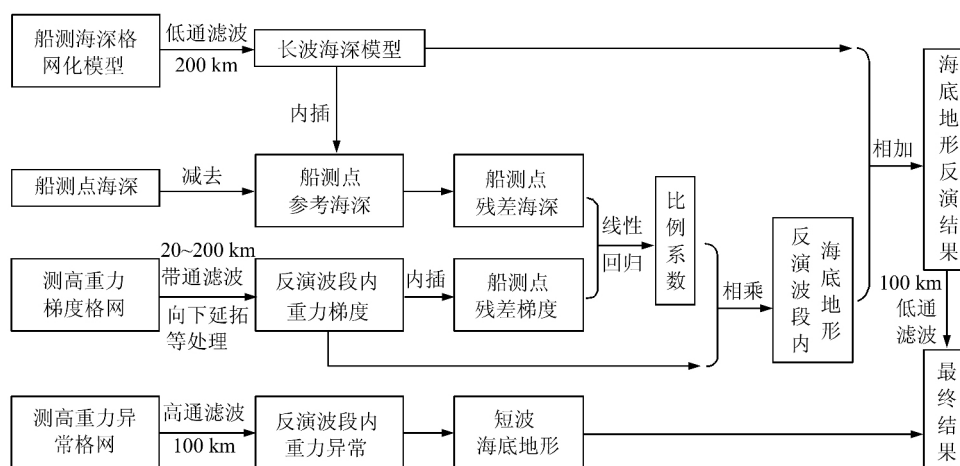 船测海深格
网化模型
低通滤波
200 km
长波海深模型
内插
船测点海深
减去
船测点
参考海深
船测点
残差海深
测高重力
梯度格网
20~200 km
带通滤波
向下延拓
等处理
反演波段内
重力梯度
内插
船测点
残差梯度
线性
回归
比例系数
相乘
海底地形
反演波段内
相加
海底地形反演结果
100 km
低通
滤波
测高重力异
常格网
高通滤波
100 km
反演波段内
重力异常
短波
海底地形
最终结果